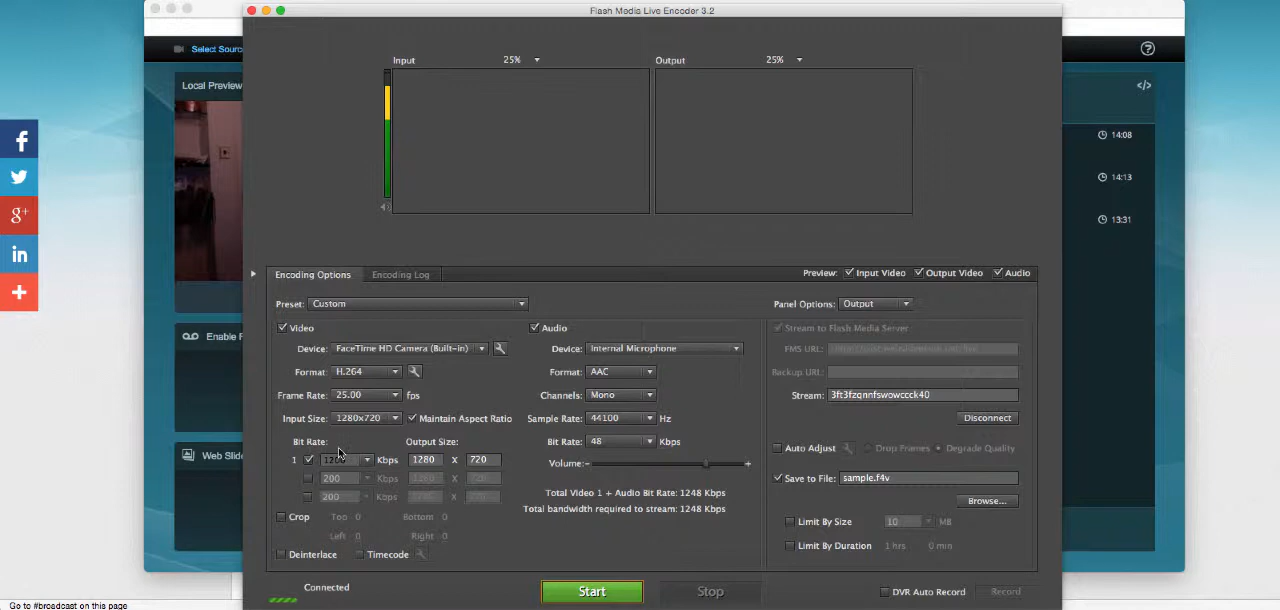 Flash Media Live Encoder 3.2
Select Sourc
Local Preview
Enable F
Web Slide
</>
14:08
14:13
13:31
f
g+
in
+
Input 25% Output 25%
Encoding Options Encoding Log Preview: Input Video Output Video Audio
Preset: Custom Panel Options: Output
Video Audio Stream to Flash Media Server
Device: FaceTime HD Camera (Built-in) Device: Internal Microphone FMS URL:
Format: H.264 Format: AAC Backup URL:
Frame Rate: 25.00 fps Channels: Mono Stream: 3ft3fzqnnfswowccck40
Input Size: 1280x720 Maintain Aspect Ratio Sample Rate: 44100 Hz Disconnect
Bit Rate: Output Size: Bit Rate: 48 Kbps Auto Adjust Drop Frames Degrade Quality
1 1200 Kbps 1280 X 720 Volume: - +
200 Kbps 1280 X 720 Save to File: sample.f4v
200 Kbps 1280 X 720 Total Video 1 + Audio Bit Rate: 1248 Kbps Browse...
Total bandwidth required to stream: 1248 Kbps
Crop Top 0 Bottom 0 Limit By Size 10 MB
Left 0 Right 0
Deinterlace Timecode Limit By Duration 1 hrs 0 min
Connected Start Stop DVR Auto Record Record
Go to #broadcast on this page